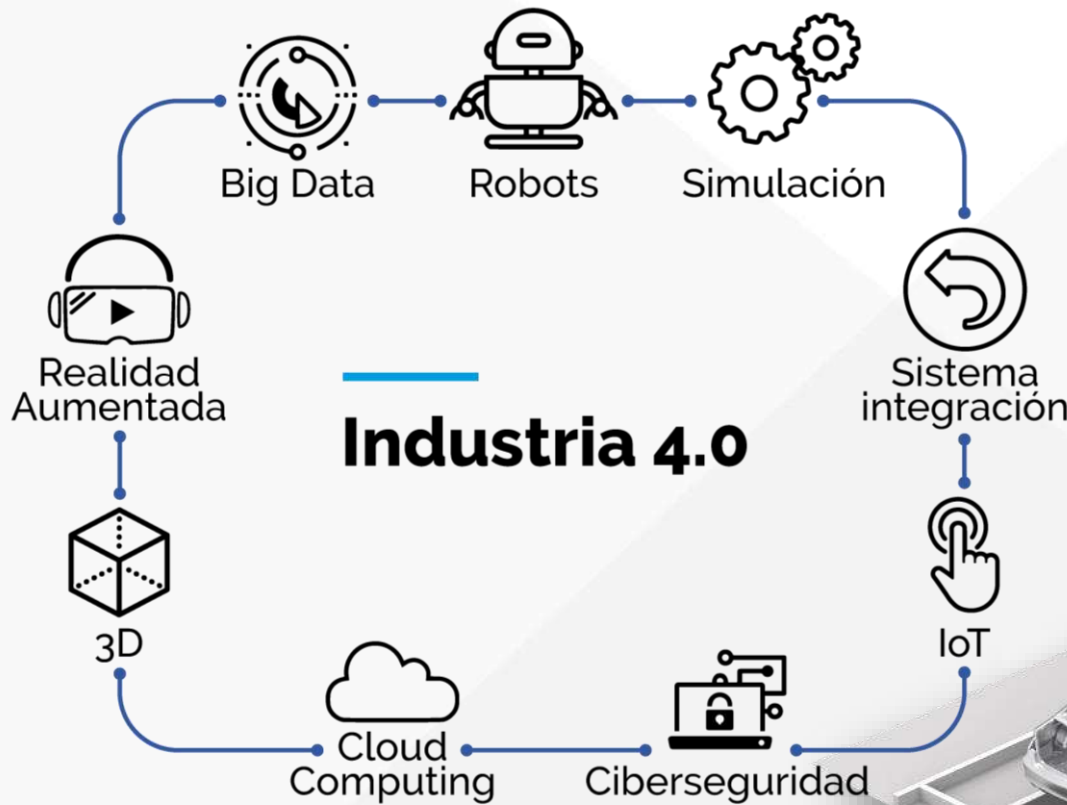 Big Data
Robots
Simulación
Realidad
Aumentada
Sistema
integración
Industria 4.0
3D
IoT
Cloud
Computing
Ciberseguridad